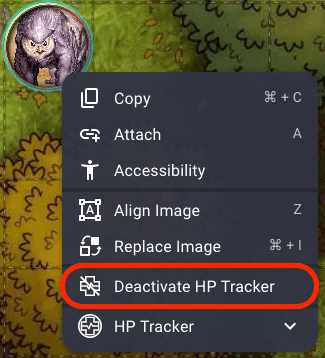 Copy ⌘ + C
Attach A
Accessibility
Align Image Z
Replace Image ⌘ + I
Deactivate HP Tracker
HP Tracker